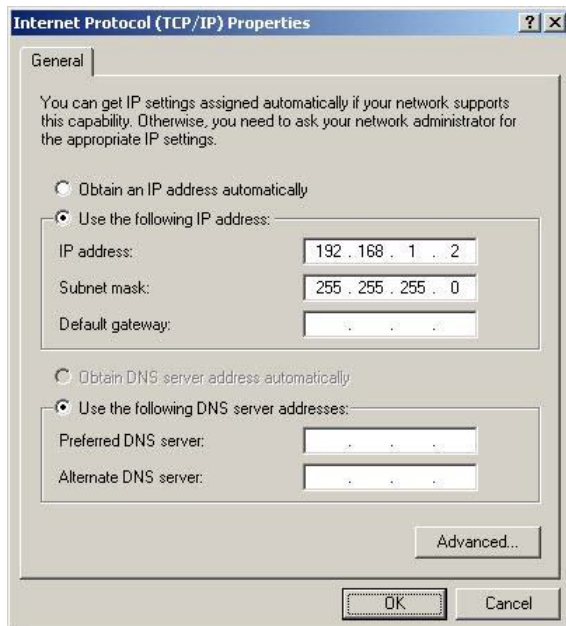 Internet Protocol (TCP/IP) Properties
General
You can get IP settings assigned automatically if your network supports
this capability. Otherwise, you need to ask your network administrator for
the appropriate IP settings.
Obtain an IP address automatically
Use the following IP address:
IP address: 192 . 168 . 1 . 2
Subnet mask: 255 . 255 . 255 . 0
Default gateway: . . .
Obtain DNS server address automatically
Use the following DNS server addresses:
Preferred DNS server: . . .
Alternate DNS server: . . .
Advanced...
OK Cancel